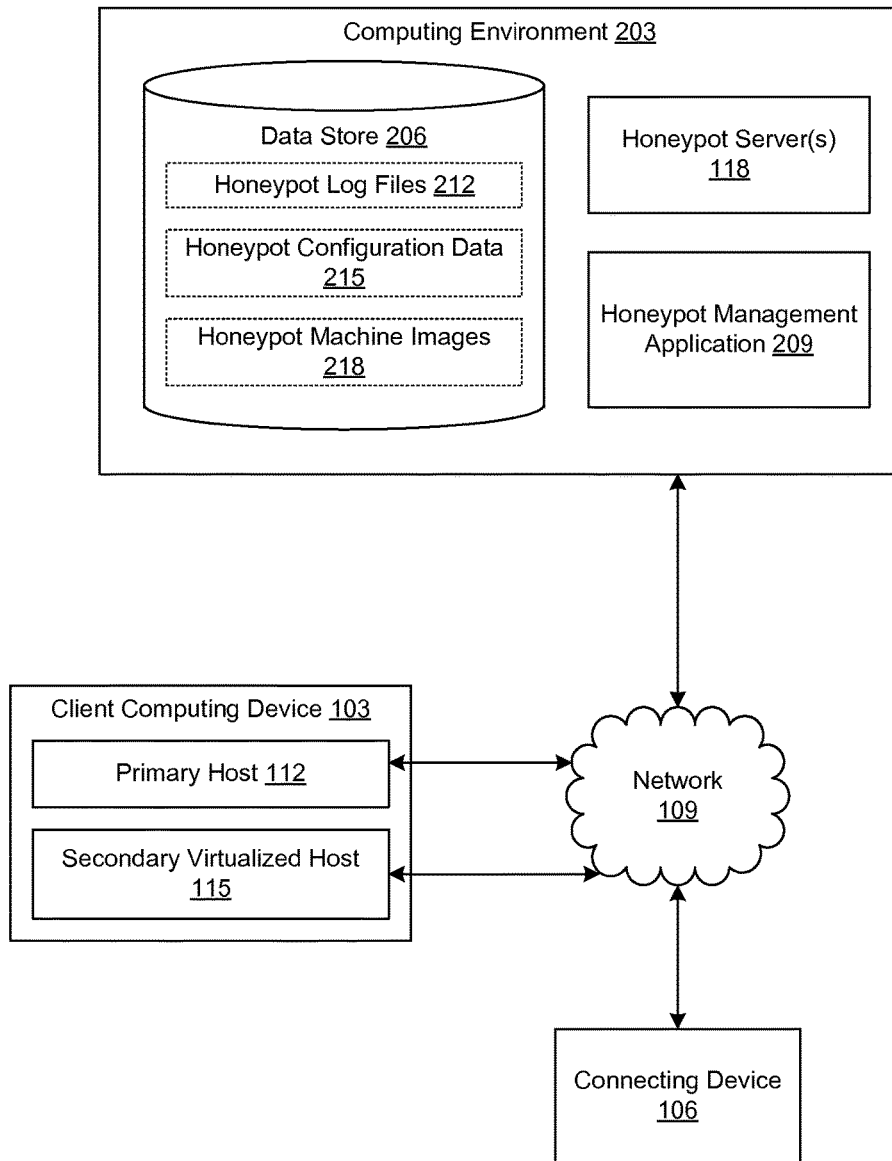 Computing Environment 203
Data Store 206
Honeypot Log Files 212
Honeypot Configuration Data
215
Honeypot Machine Images
218
Honeypot Server(s)
118
Honeypot Management
Application 209
Client Computing Device 103
Primary Host 112
Secondary Virtualized Host
115
Network
109
Connecting Device
106